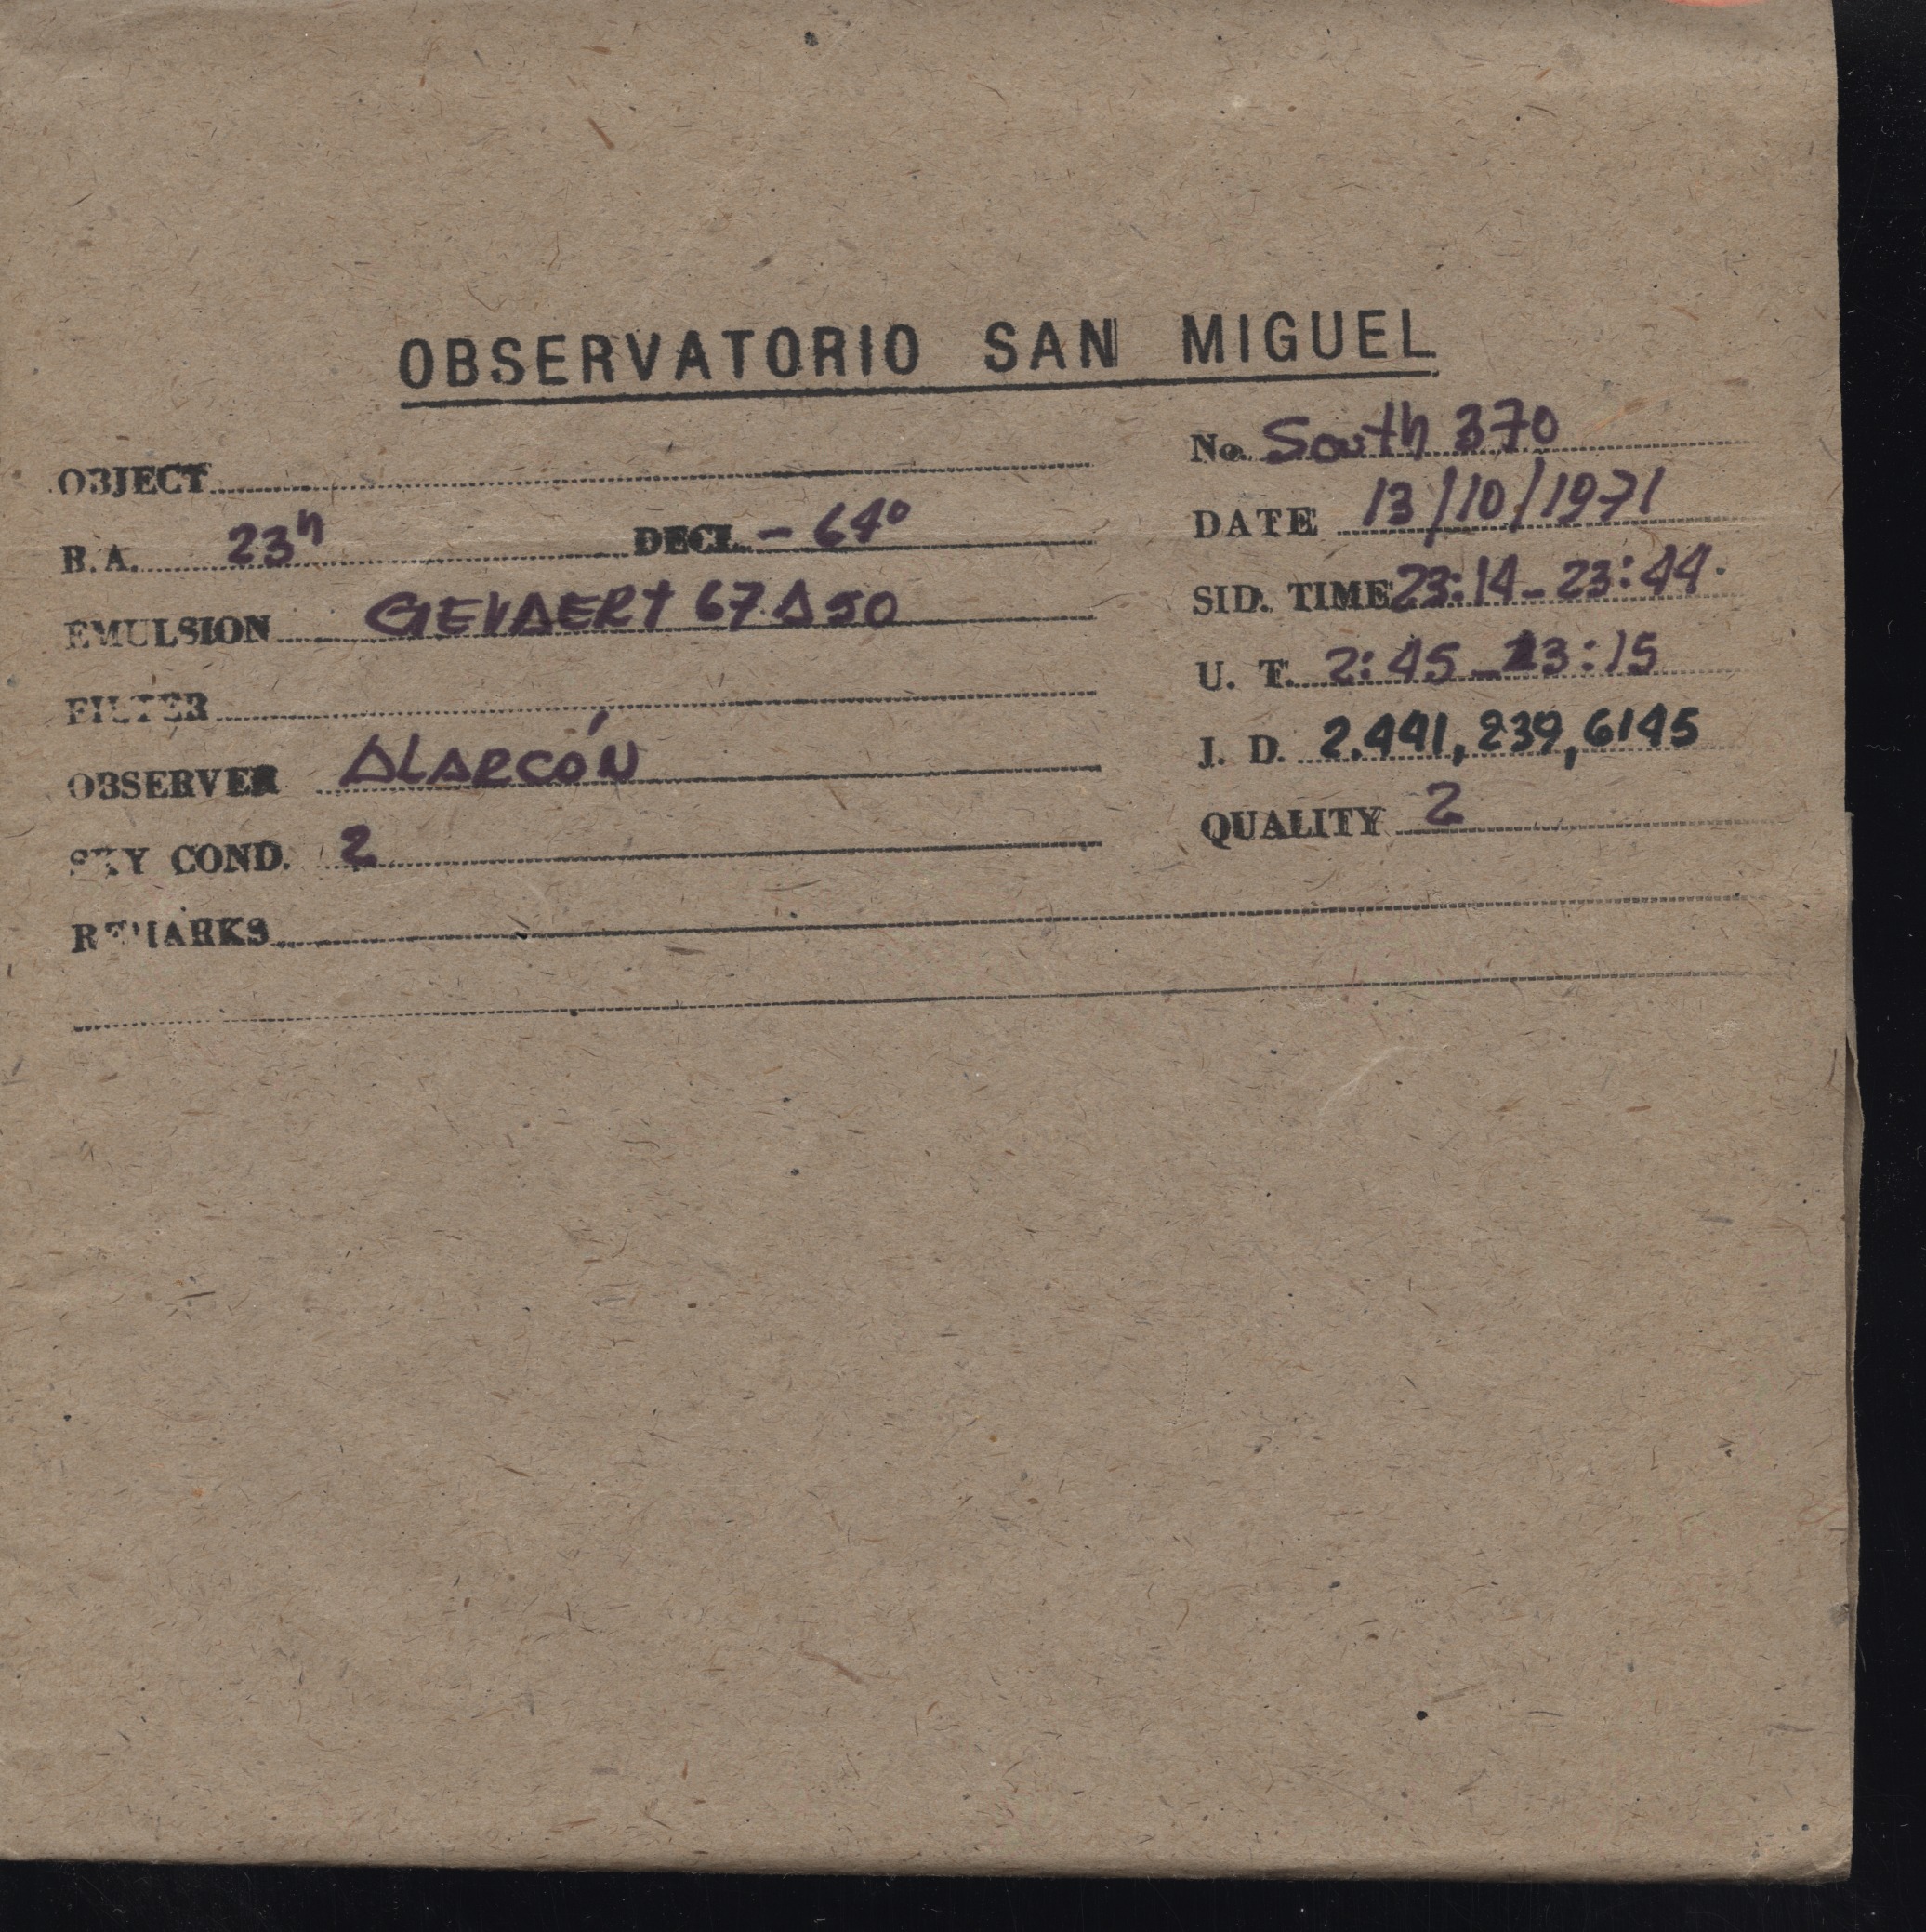 OBSERVATORIO SAN MIGUEL
No. South 370
OBJECT
DATE 13/10/1971
R.A. 23h DECL. - 64°
SID. TIME 23:14 - 23:44.
EMULSION GEVAERT 67A50
U. T. 2:45 - 3:15
FILTER
J. D. 2.441,239,6145
OBSERVER ALARCÓN
QUALITY 2
SKY COND. 2
REMARKS